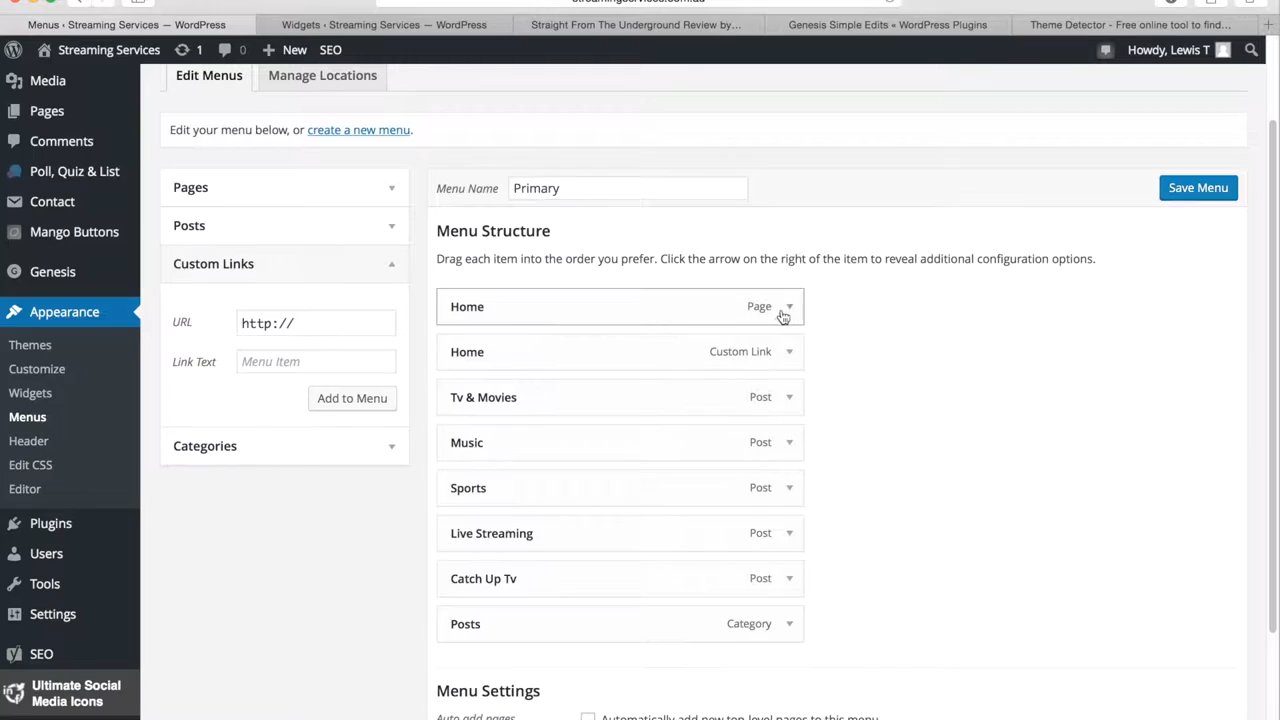 streamingservices.com.au
Menus ‹ Streaming Services — WordPress
Widgets ‹ Streaming Services — WordPress
Straight From The Underground Review by…
Genesis Simple Edits « WordPress Plugins
Theme Detector - Free online tool to find…
Streaming Services
1
0
New
SEO
Howdy, Lewis T
Media
Pages
Comments
Poll, Quiz & List
Contact
Mango Buttons
Genesis
Appearance
Themes
Customize
Widgets
Menus
Header
Edit CSS
Editor
Plugins
Users
Tools
Settings
SEO
Ultimate Social
Media Icons
Edit Menus
Manage Locations
Edit your menu below, or create a new menu.
Pages
Posts
Custom Links
URL
http://
Link Text
Menu Item
Add to Menu
Categories
Menu Name
Primary
Save Menu
Menu Structure
Drag each item into the order you prefer. Click the arrow on the right of the item to reveal additional configuration options.
Home Page
Home Custom Link
Tv & Movies Post
Music Post
Sports Post
Live Streaming Post
Catch Up Tv Post
Posts Category
Menu Settings
Auto add pages
Automatically add new top-level pages to this menu